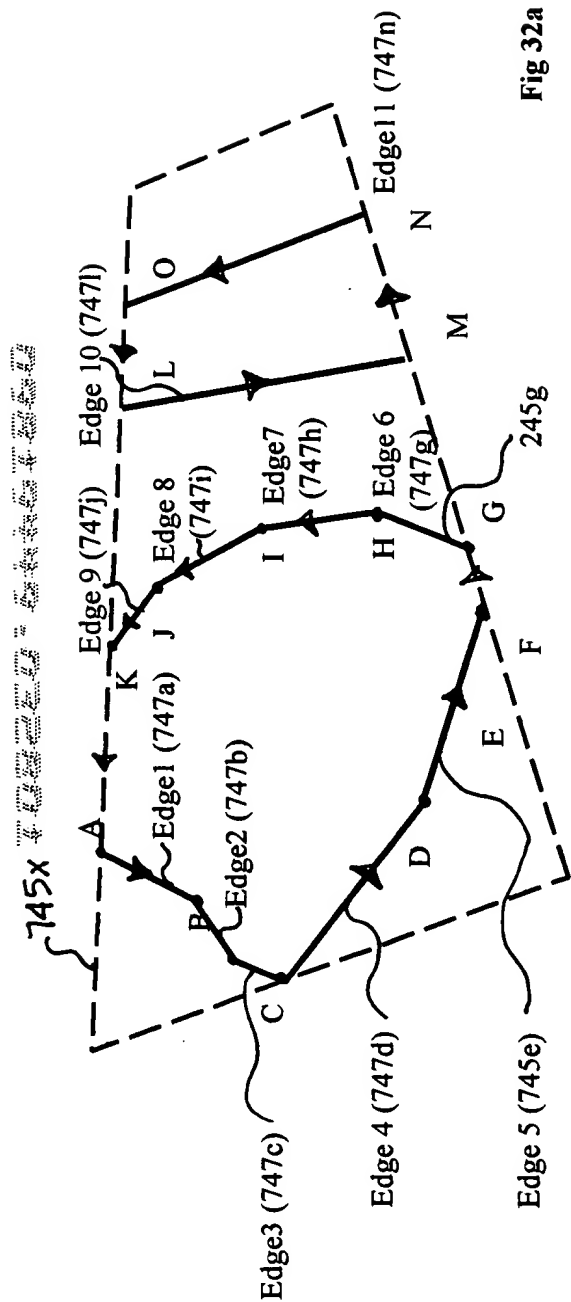 745x
Edge 9 (747j)
Edge 10 (747l)
K
J
Edge 8
(747i)
L
O
A
Edge1 (747a)
Edge7
(747h)
I
B
Edge2 (747b)
H
Edge 6
(747g)
Edge11 (747n)
N
M
C
Edge3 (747c)
D
E
F
G
245g
Edge 4 (747d)
Edge 5 (745e)
Fig 32a